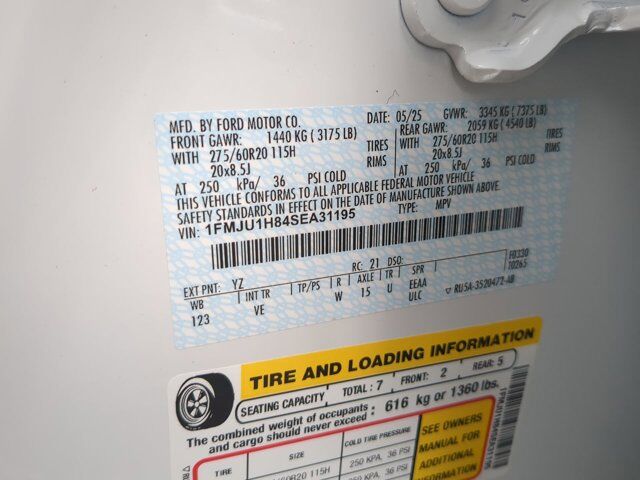 MFD. BY FORD MOTOR CO.
DATE: 05/25 GVWR: 3345 KG ( 7375 LB)
FRONT GAWR: 1440 KG ( 3175 LB)
REAR GAWR: 2059 KG ( 4540 LB)
WITH 275/60R20 115H TIRES
275/60R20 115H TIRES
20x8.5J RIMS
20x8.5J RIMS
AT 250 kPa/ 36 PSI COLD
AT 250 kPa/ 36 PSI COLD
THIS VEHICLE CONFORMS TO ALL APPLICABLE FEDERAL MOTOR VEHICLE
SAFETY STANDARDS IN EFFECT ON THE DATE OF MANUFACTURE SHOWN ABOVE.
VIN: 1FMJU1H84SEA31195 TYPE: MPV
F0330
T0265
EXT PNT: YZ RC: 21 DSO:
WB INT TR TP/PS R AXLE TR SPR
123 VE W 15 U EEAA
ULC
RU5A-3520472-AB
TIRE AND LOADING INFORMATION
SEATING CAPACITY TOTAL : 7 FRONT: 2 REAR: 5
The combined weight of occupants
and cargo should never exceed : 616 kg or 1360 lbs.
TIRE SIZE COLD TIRE PRESSURE
115H 250 KPA, 36 PSI
SEE OWNERS
MANUAL FOR
ADDITIONAL
INFORMATION